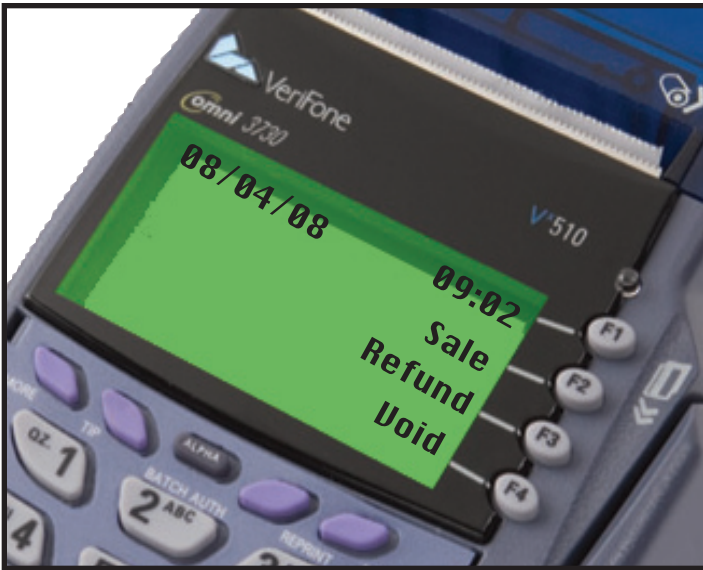 VeriFone
Omni 3730
V*510
08/04/08
09:02
Sale
Refund
Void
F1
F2
F3
F4
MORE
TIP
ALPHA
BATCH AUTH
REPRINT
QZ. 1
2 ABC
4